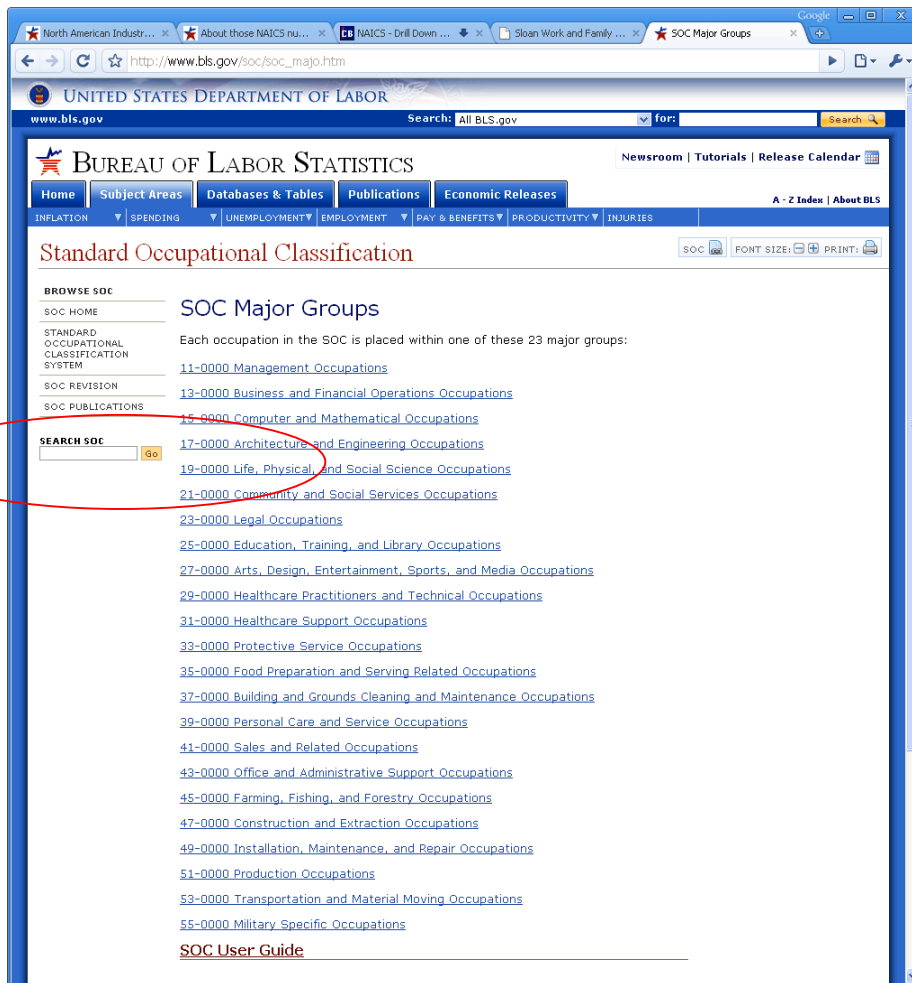 Google
North American Industr...
About those NAICS nu...
CB NAICS - Drill Down ...
Sloan Work and Family ...
SOC Major Groups
http://www.bls.gov/soc/soc_majo.htm
UNITED STATES DEPARTMENT OF LABOR
www.bls.gov
Search: All BLS.gov for: Search
BUREAU OF LABOR STATISTICS
Newsroom | Tutorials | Release Calendar
Home Subject Areas Databases & Tables Publications Economic Releases
A - Z Index | About BLS
INFLATION SPENDING UNEMPLOYMENT EMPLOYMENT PAY & BENEFITS PRODUCTIVITY INJURIES
Standard Occupational Classification
SOC FONT SIZE: PRINT:
BROWSE SOC
SOC HOME
STANDARD
OCCUPATIONAL
CLASSIFICATION
SYSTEM
SOC REVISION
SOC PUBLICATIONS
SEARCH SOC
Go
SOC Major Groups
Each occupation in the SOC is placed within one of these 23 major groups:
11-0000 Management Occupations
13-0000 Business and Financial Operations Occupations
15-0000 Computer and Mathematical Occupations
17-0000 Architecture and Engineering Occupations
19-0000 Life, Physical, and Social Science Occupations
21-0000 Community and Social Services Occupations
23-0000 Legal Occupations
25-0000 Education, Training, and Library Occupations
27-0000 Arts, Design, Entertainment, Sports, and Media Occupations
29-0000 Healthcare Practitioners and Technical Occupations
31-0000 Healthcare Support Occupations
33-0000 Protective Service Occupations
35-0000 Food Preparation and Serving Related Occupations
37-0000 Building and Grounds Cleaning and Maintenance Occupations
39-0000 Personal Care and Service Occupations
41-0000 Sales and Related Occupations
43-0000 Office and Administrative Support Occupations
45-0000 Farming, Fishing, and Forestry Occupations
47-0000 Construction and Extraction Occupations
49-0000 Installation, Maintenance, and Repair Occupations
51-0000 Production Occupations
53-0000 Transportation and Material Moving Occupations
55-0000 Military Specific Occupations
SOC User Guide